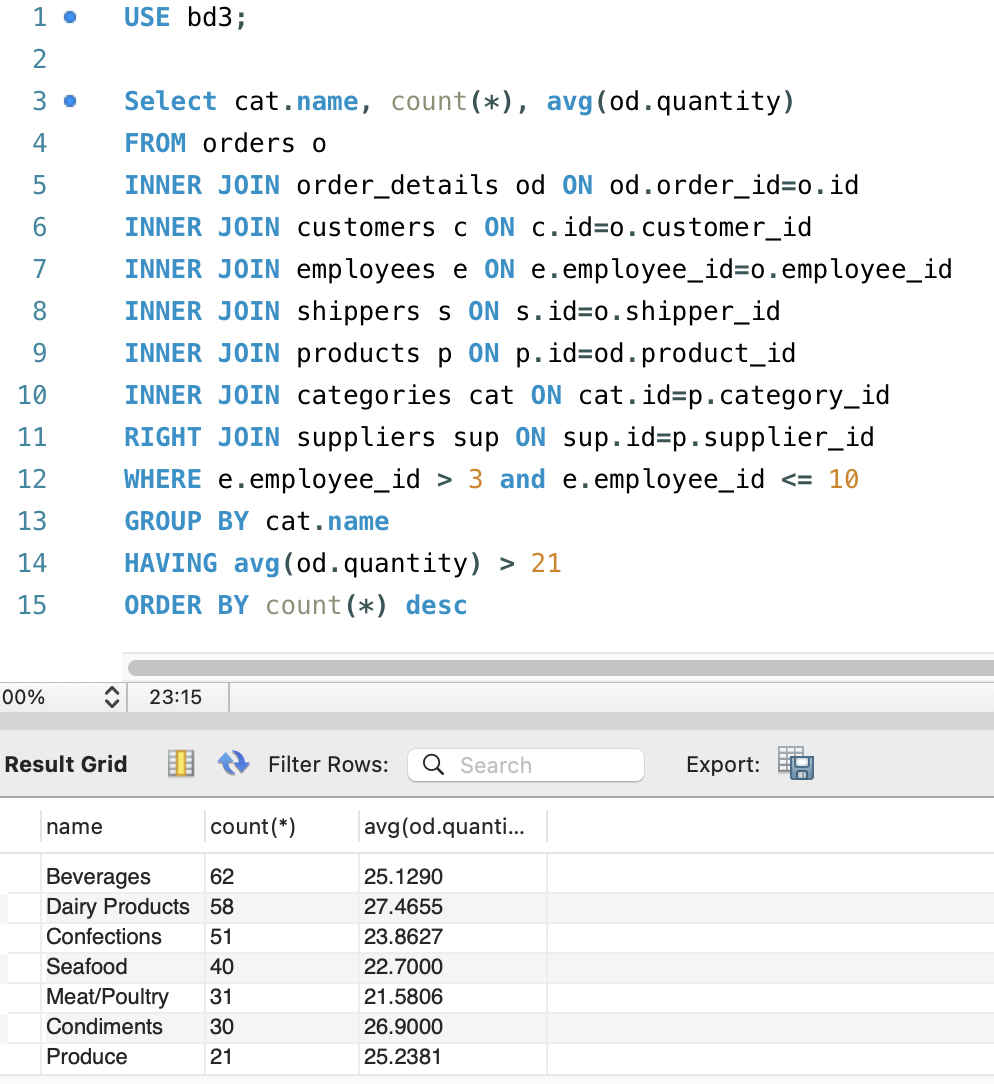 1 USE bd3;
2
3 Select cat.name, count(*), avg(od.quantity)
4 FROM orders o
5 INNER JOIN order_details od ON od.order_id=o.id
6 INNER JOIN customers c ON c.id=o.customer_id
7 INNER JOIN employees e ON e.employee_id=o.employee_id
8 INNER JOIN shippers s ON s.id=o.shipper_id
9 INNER JOIN products p ON p.id=od.product_id
10 INNER JOIN categories cat ON cat.id=p.category_id
11 RIGHT JOIN suppliers sup ON sup.id=p.supplier_id
12 WHERE e.employee_id > 3 and e.employee_id <= 10
13 GROUP BY cat.name
14 HAVING avg(od.quantity) > 21
15 ORDER BY count(*) desc
00% 23:15
Result Grid Filter Rows: Search Export:
name count(*) avg(od.quanti...
Beverages 62 25.1290
Dairy Products 58 27.4655
Confections 51 23.8627
Seafood 40 22.7000
Meat/Poultry 31 21.5806
Condiments 30 26.9000
Produce 21 25.2381